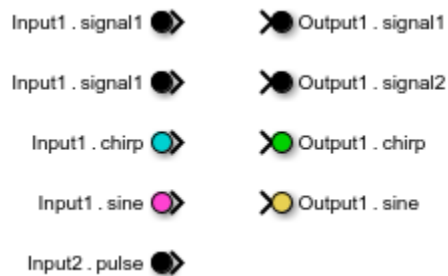 Input1 . signal1
Output1 . signal1
Input1 . signal1
Output1 . signal2
Input1 . chirp
Output1 . chirp
Input1 . sine
Output1 . sine
Input2 . pulse